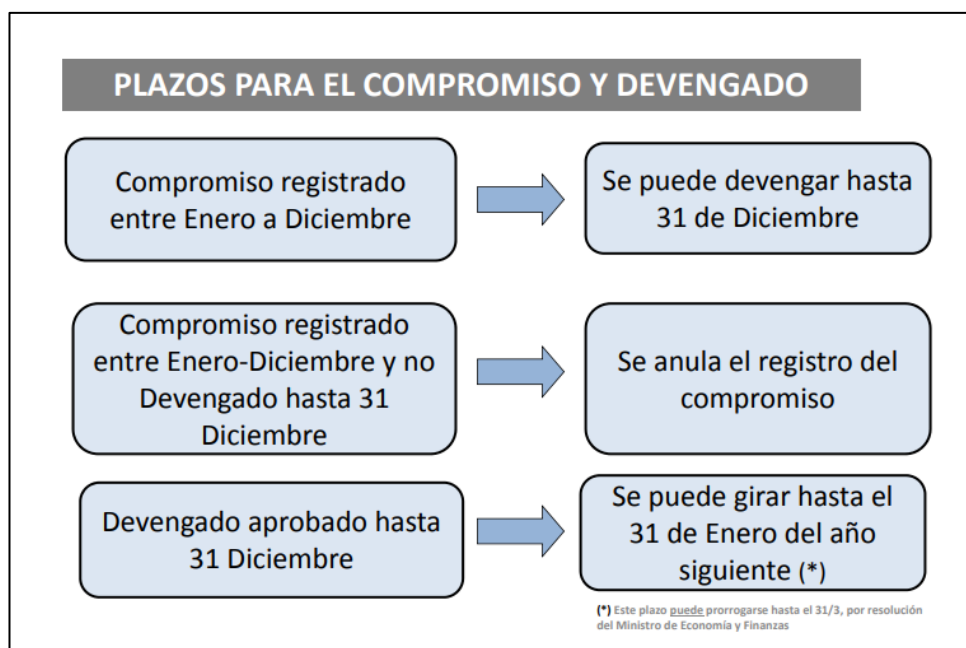 PLAZOS PARA EL COMPROMISO Y DEVENGADO
Compromiso registrado
entre Enero a Diciembre
Se puede devengar hasta
31 de Diciembre
Compromiso registrado
entre Enero-Diciembre y no
Devengado hasta 31
Diciembre
Se anula el registro del
compromiso
Devengado aprobado hasta
31 Diciembre
Se puede girar hasta el
31 de Enero del año
siguiente (*)
(*) Este plazo puede prorrogarse hasta el 31/3, por resolución
del Ministro de Economía y Finanzas